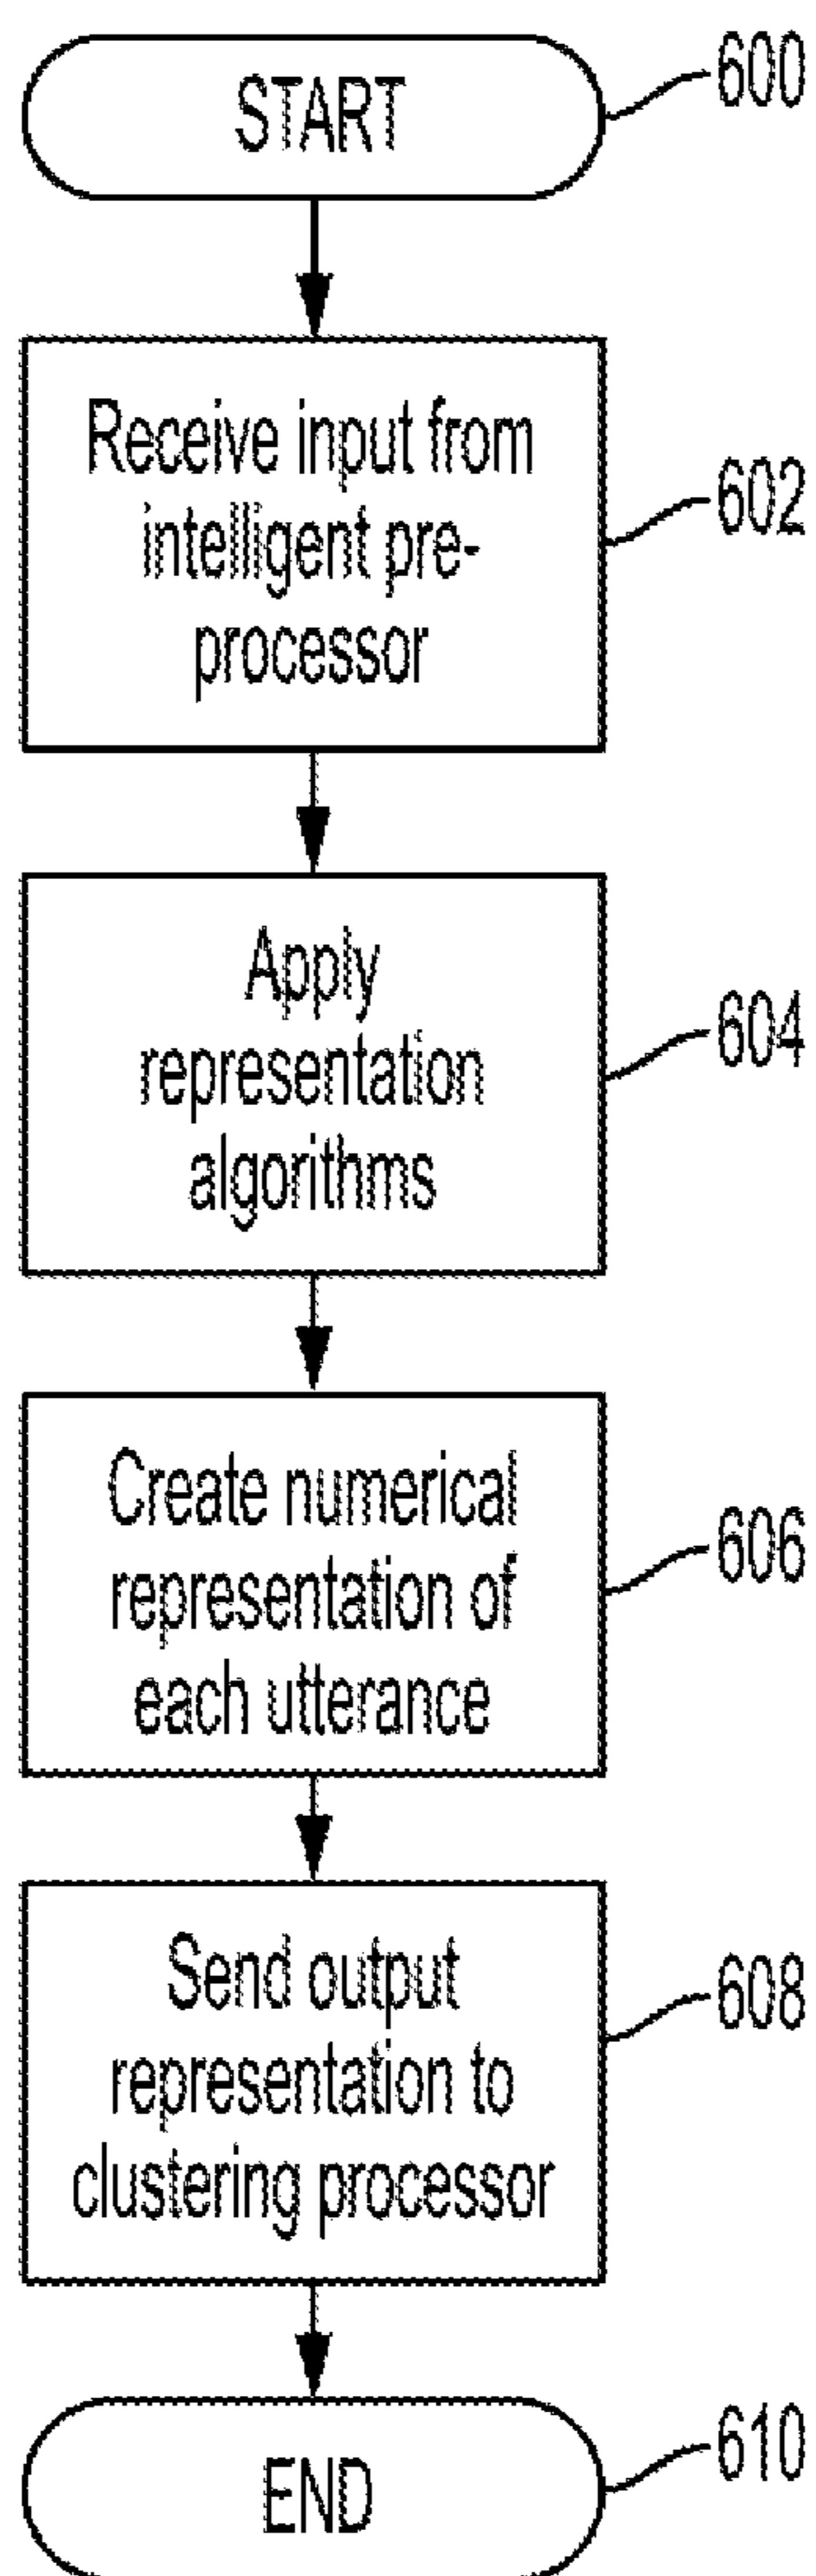 START
600
Receive input from
intelligent pre-
processor
602
Apply
representation
algorithms
604
Create numerical
representation of
each utterance
606
Send output
representation to
clustering processor
608
END
610